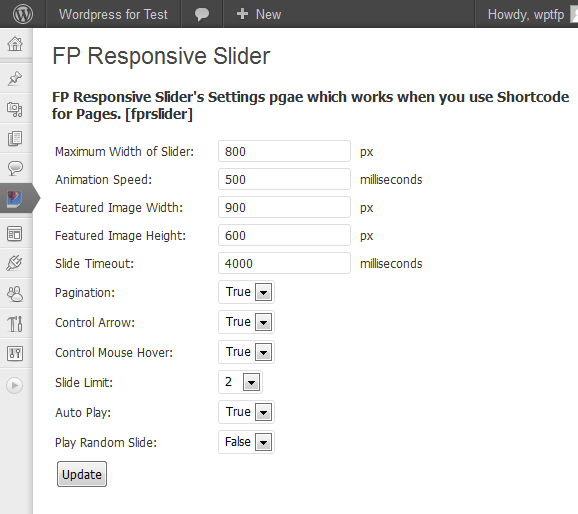 Wordpress for Test
+ New
Howdy, wptfp
FP Responsive Slider
FP Responsive Slider's Settings pgae which works when you use Shortcode
for Pages. [fprslider]
Maximum Width of Slider: 800 px
Animation Speed: 500 milliseconds
Featured Image Width: 900 px
Featured Image Height: 600 px
Slide Timeout: 4000 milliseconds
Pagination: True
Control Arrow: True
Control Mouse Hover: True
Slide Limit: 2
Auto Play: True
Play Random Slide: False
Update